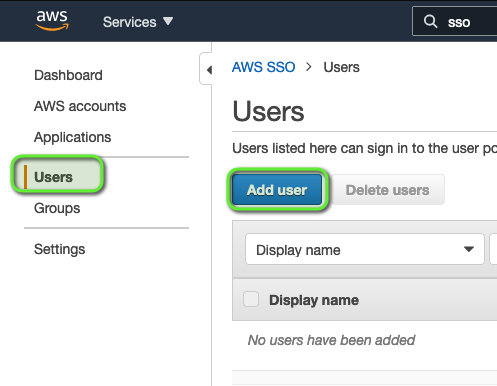 aws
Services
sso
Dashboard
AWS accounts
Applications
Users
Groups
Settings
AWS SSO > Users
Users
Users listed here can sign in to the user po
Add user
Delete users
Display name
Display name
No users have been added